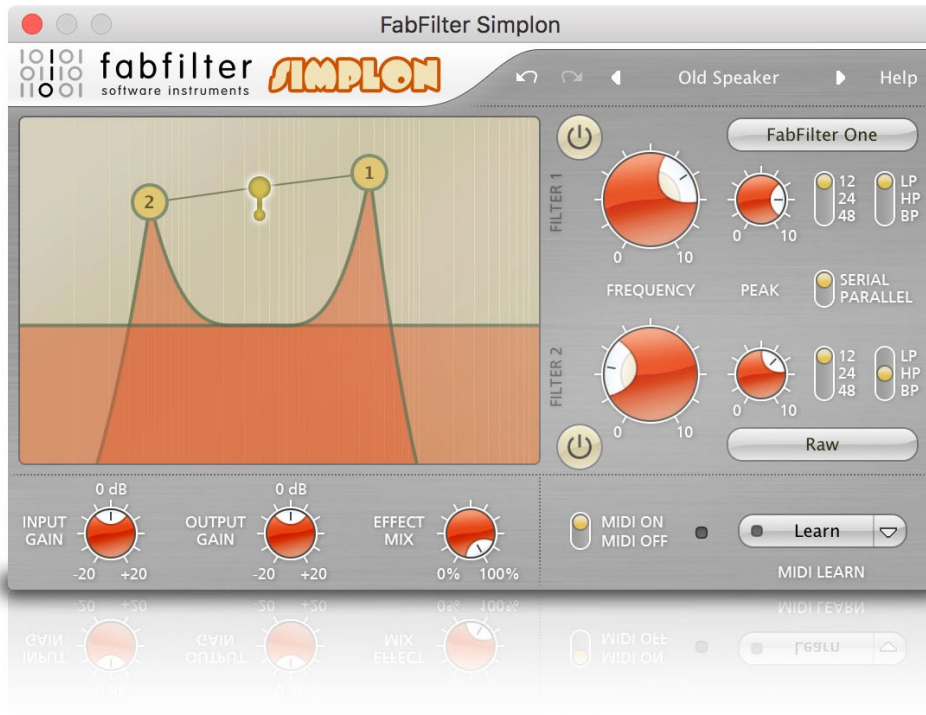 FabFilter Simplon
fabfilter
software instruments
SIMPLON
Old Speaker
Help
2
1
FILTER 1
FabFilter One
0
10
0
10
12
24
48
LP
HP
BP
FREQUENCY
PEAK
SERIAL
PARALLEL
FILTER 2
0
10
0
10
12
24
48
LP
HP
BP
Raw
INPUT
GAIN
0 dB
-20
+20
OUTPUT
GAIN
0 dB
-20
+20
EFFECT
MIX
0%
100%
MIDI ON
MIDI OFF
Learn
MIDI LEARN